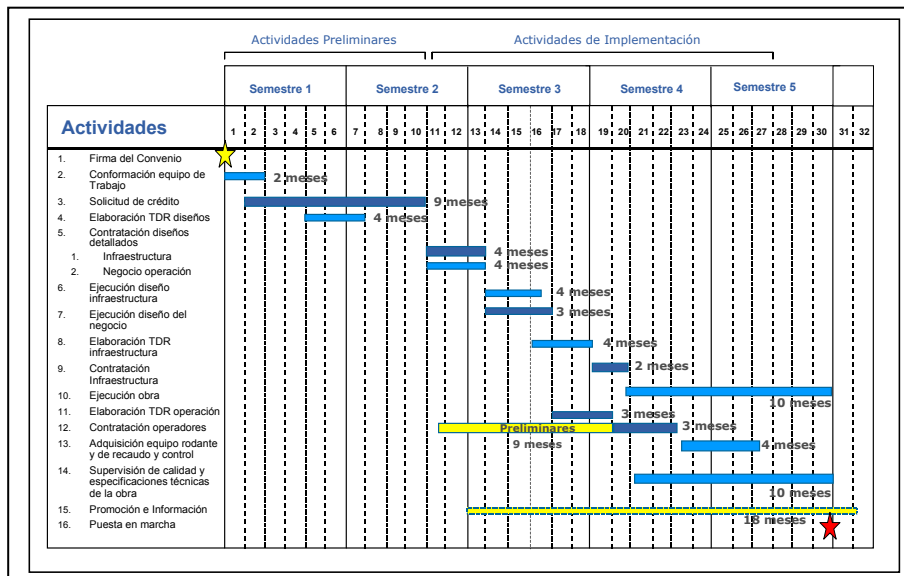 Actividades Preliminares Actividades de Implementación
Semestre 1 Semestre 2 Semestre 3 Semestre 4 Semestre 5
Actividades 1 2 3 4 5 6 7 8 9 10 11 12 13 14 15 16 17 18 19 20 21 22 23 24 25 26 27 28 29 30 31 32
1. Firma del Convenio
2. Conformación equipo de
Trabajo
2 meses
3. Solicitud de crédito 9 meses
4. Elaboración TDR diseños 4 meses
5. Contratación diseños
detallados
1. Infraestructura 4 meses
2. Negocio operación 4 meses
6. Ejecución diseño
infraestructura
4 meses
7. Ejecución diseño del
negocio
3 meses
8. Elaboración TDR
infraestructura
4 meses
9. Contratación
Infraestructura
2 meses
10. Ejecución obra 10 meses
11. Elaboración TDR operación 3 meses
12. Contratación operadores Preliminares 3 meses
9 meses
13. Adquisición equipo rodante
y de recaudo y control
4 meses
14. Supervisión de calidad y
especificaciones técnicas
de la obra
10 meses
15. Promoción e Información 18 meses
16. Puesta en marcha